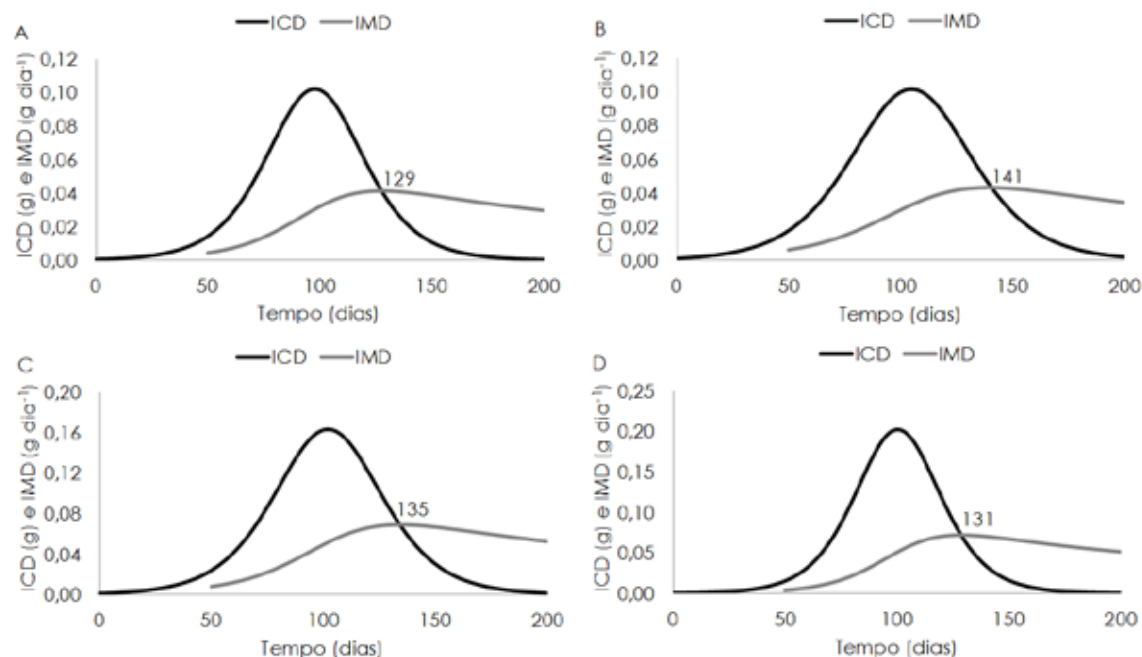 A
ICD IMD
ICD (g) e IMD (g dia⁻¹)
0,12
0,10
0,08
0,06
0,04
0,02
0,00
129
0 50 100 150 200
Tempo (dias)
B
ICD IMD
ICD (g) e IMD (g dia⁻¹)
0,12
0,10
0,08
0,06
0,04
0,02
0,00
141
0 50 100 150 200
Tempo (dias)
C
ICD IMD
ICD (g) e IMD (g dia⁻¹)
0,20
0,16
0,12
0,08
0,04
0,00
135
0 50 100 150 200
Tempo (dias)
D
ICD IMD
ICD (g) e IMD (g dia⁻¹)
0,25
0,20
0,15
0,10
0,05
0,00
131
0 50 100 150 200
Tempo (dias)